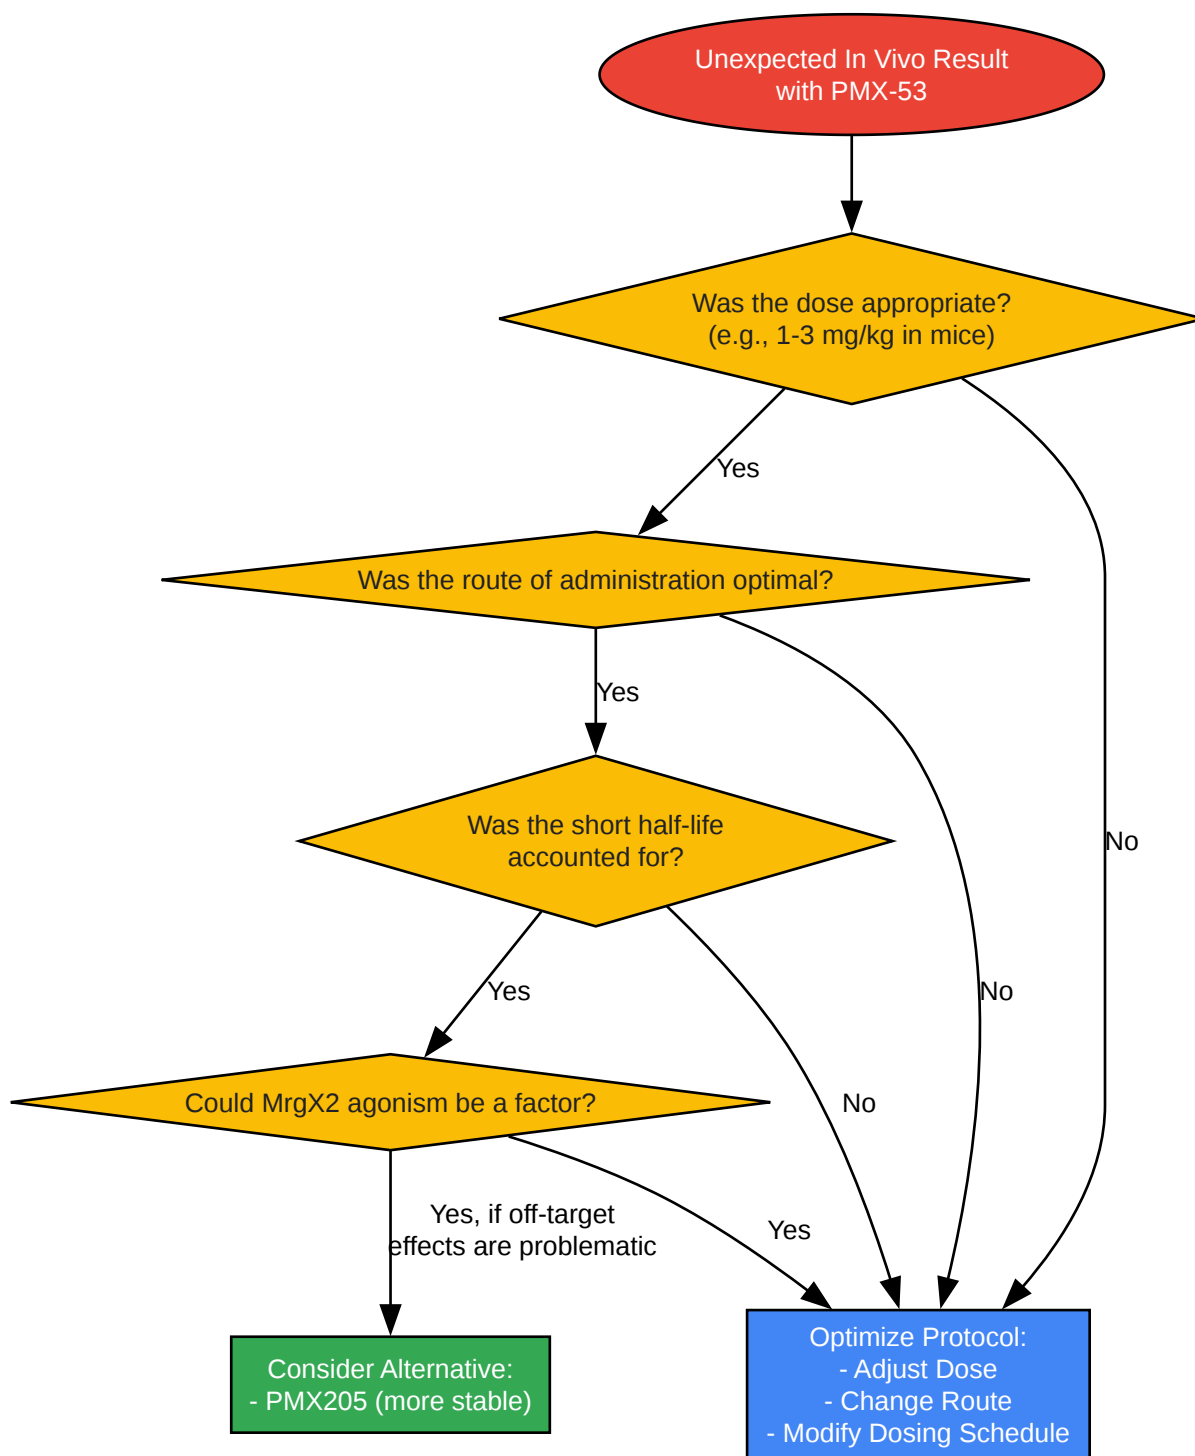 Unexpected In Vivo Result
with PMX-53
Was the dose appropriate?
(e.g., 1-3 mg/kg in mice)
Yes
Was the route of administration optimal?
Yes
Was the short half-life
accounted for?
No
Yes
No
Could MrgX2 agonism be a factor?
No
Yes, if off-target
effects are problematic
Yes
Consider Alternative:
- PMX205 (more stable)
Optimize Protocol:
- Adjust Dose
- Change Route
- Modify Dosing Schedule